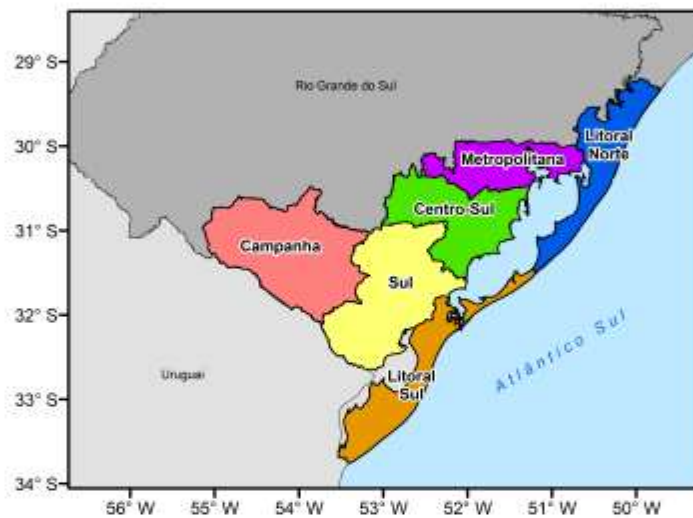 29° S
Rio Grande do Sul
30° S
Metropolitana
Litoral
Norte
31° S
Centro-Sul
Campanha
Sul
32° S
Atlântico Sul
Uruguai
33° S
Litoral
Sul
34° S
56° W 55° W 54° W 53° W 52° W 51° W 50° W